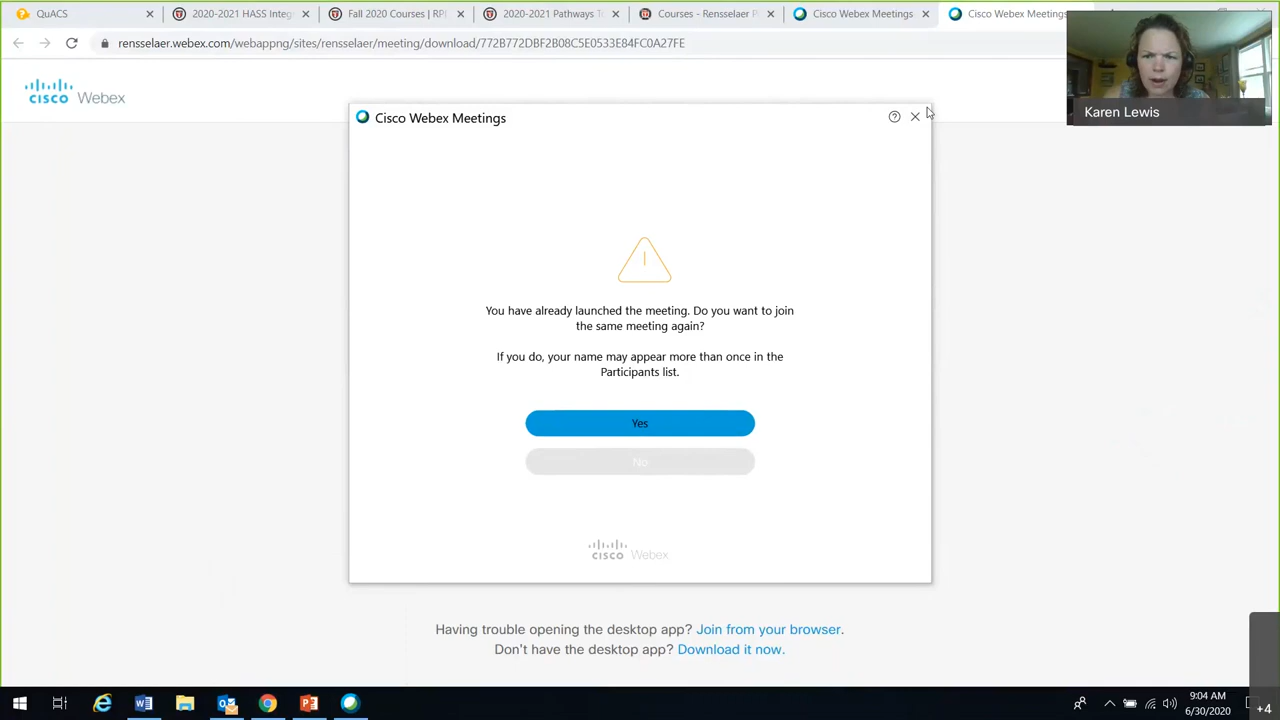 QuACS
2020-2021 HASS Integ
Fall 2020 Courses | RP
2020-2021 Pathways T
Courses - Rensselaer P
Cisco Webex Meetings
Cisco Webex Meetings
rensselaer.webex.com/webappng/sites/rensselaer/meeting/download/772B772DBF2B08C5E0533E84FC0A27FE
Karen Lewis
CISCO Webex
Cisco Webex Meetings
You have already launched the meeting. Do you want to join
the same meeting again?
If you do, your name may appear more than once in the
Participants list.
Yes
No
CISCO Webex
Having trouble opening the desktop app? Join from your browser.
Don't have the desktop app? Download it now.
9:04 AM
6/30/2020
+4